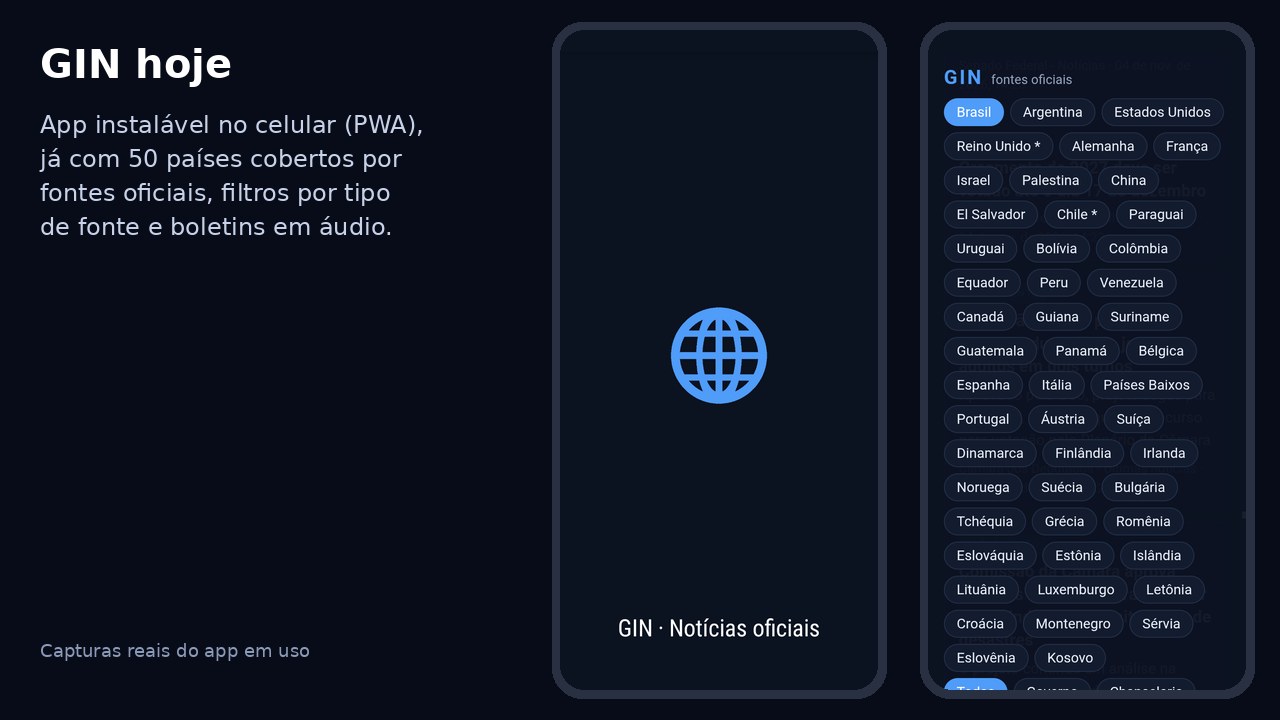 GIN hoje
App instalável no celular (PWA),
já com 50 países cobertos por
fontes oficiais, filtros por tipo
de fonte e boletins em áudio.
Capturas reais do app em uso
GIN · Notícias oficiais
GIN fontes oficiais
Brasil Argentina Estados Unidos
Reino Unido * Alemanha França
Israel Palestina China
El Salvador Chile * Paraguai
Uruguai Bolívia Colômbia
Equador Peru Venezuela
Canadá Guiana Suriname
Guatemala Panamá Bélgica
Espanha Itália Países Baixos
Portugal Áustria Suíça
Dinamarca Finlândia Irlanda
Noruega Suécia Bulgária
Tchéquia Grécia Romênia
Eslováquia Estônia Islândia
Lituânia Luxemburgo Letônia
Croácia Montenegro Sérvia
Eslovênia Kosovo